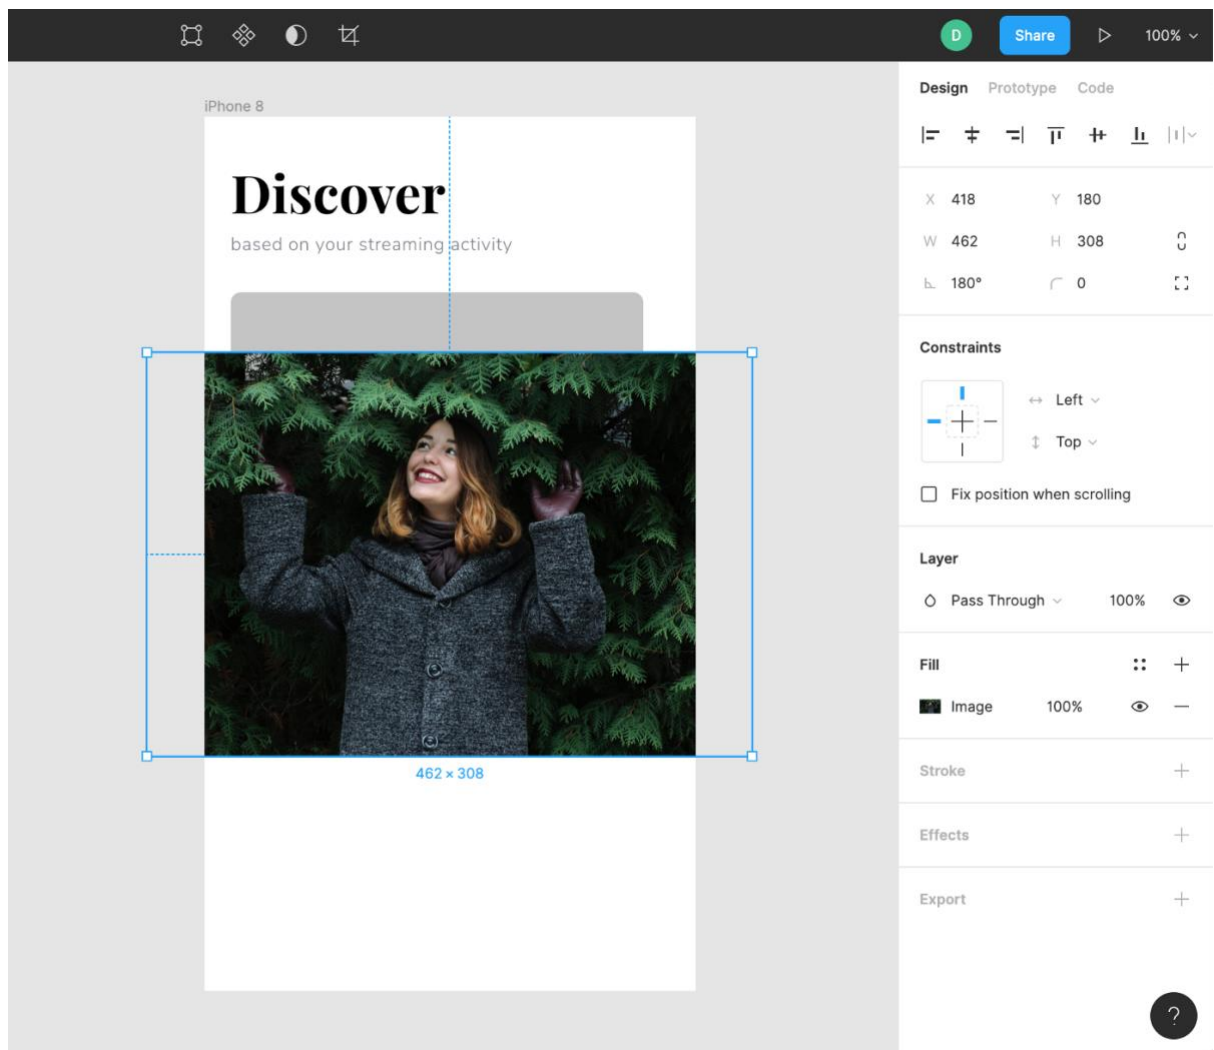 D
Share
100%
Design Prototype Code
iPhone 8
Discover
based on your streaming activity
X 418 Y 180
W 462 H 308
180° 0
Constraints
Left
Top
Fix position when scrolling
Layer
Pass Through 100%
Fill
Image 100%
462 × 308
Stroke
Effects
Export
?